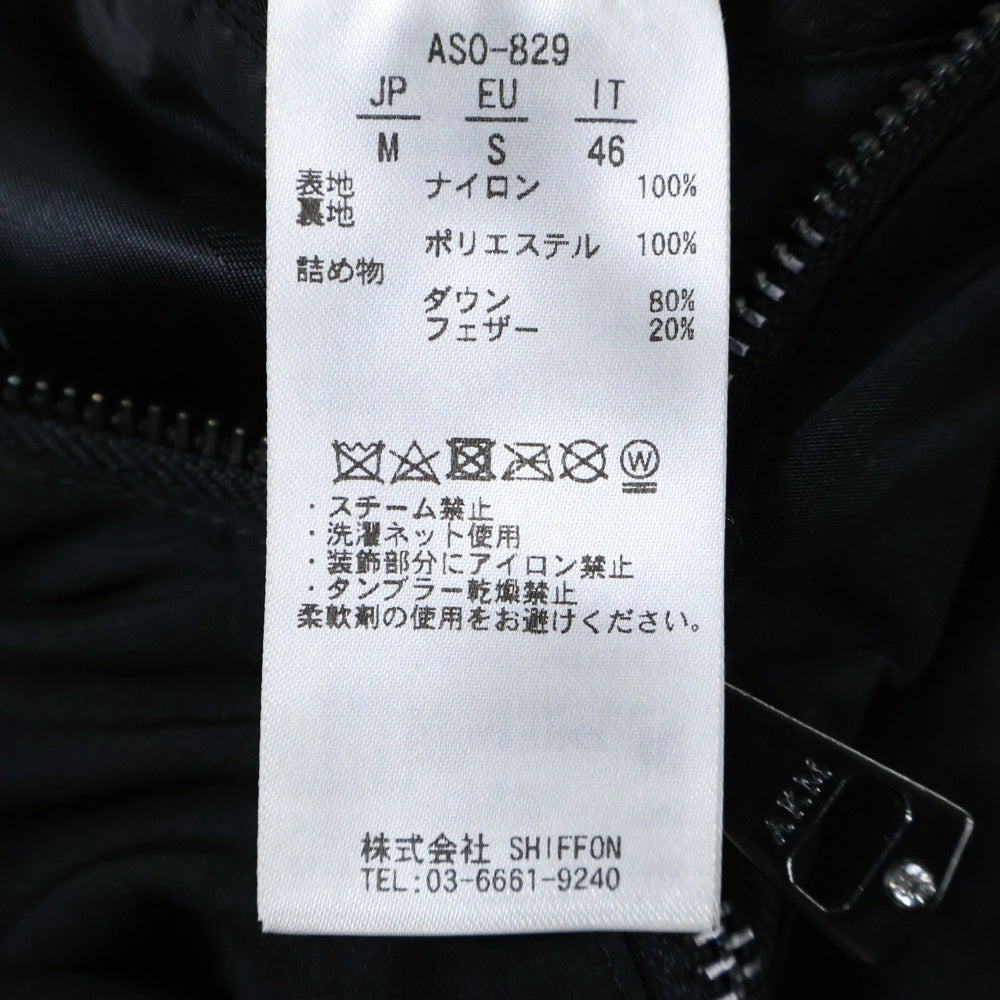 ASO-829
JP EU IT
M S 46
表地 ナイロン 100%
裏地
ポリエステル 100%
詰め物
ダウン 80%
フェザー 20%
W
・スチーム禁止
・洗濯ネット使用
・装飾部分にアイロン禁止
・タンブラー乾燥禁止
柔軟剤の使用をお避けください。
株式会社 SHIFFON
TEL:03-6661-9240
AKM